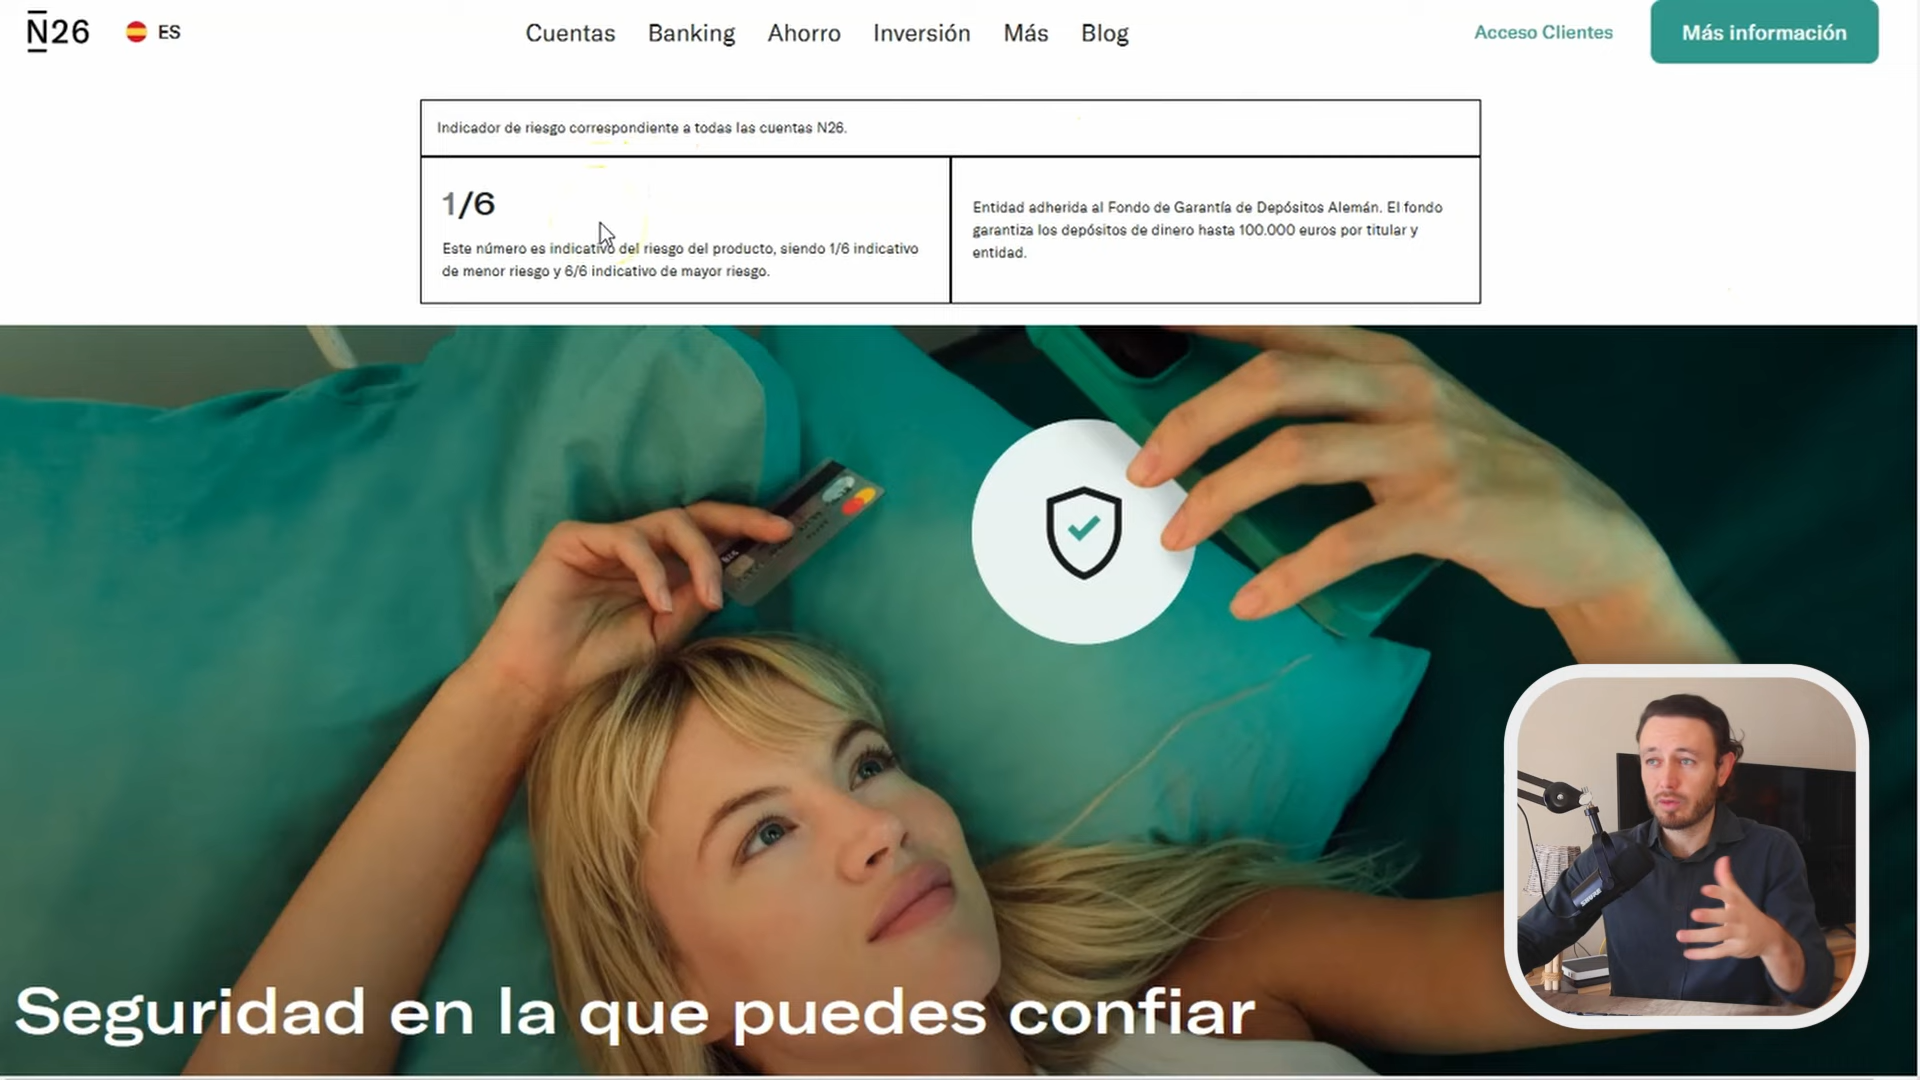 N26
ES
Cuentas
Banking
Ahorro
Inversión
Más
Blog
Acceso Clientes
Más información
Indicador de riesgo correspondiente a todas las cuentas N26.
1/6
Este número es indicativo del riesgo del producto, siendo 1/6 indicativo
de menor riesgo y 6/6 indicativo de mayor riesgo.
Entidad adherida al Fondo de Garantía de Depósitos Alemán. El fondo
garantiza los depósitos de dinero hasta 100.000 euros por titular y
entidad.
Seguridad en la que puedes confiar
SHURE